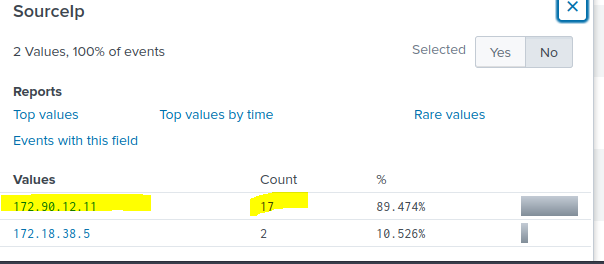 SourceIp
2 Values, 100% of events
Selected Yes No
Reports
Top values Top values by time Rare values
Events with this field
Values Count %
172.90.12.11 17 89.474%
172.18.38.5 2 10.526%